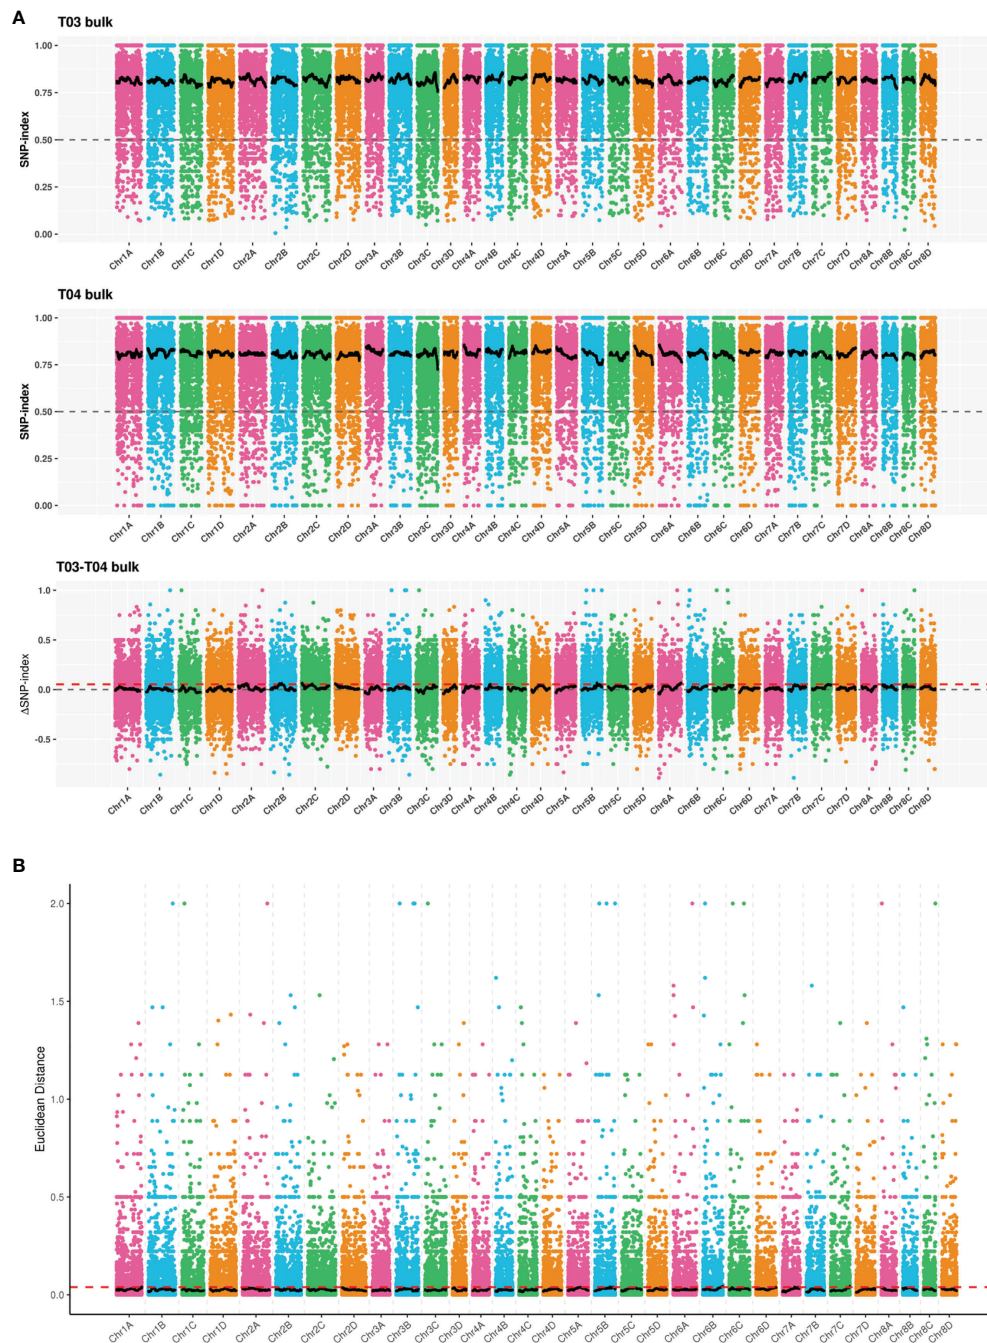 A
T03 bulk
1.00
0.75
0.50
0.25
0.00
SNP-index
Chr1A Chr1B Chr1C Chr1D Chr2A Chr2B Chr2C Chr2D Chr3A Chr3B Chr3C Chr3D Chr4A Chr4B Chr4C Chr4D Chr5A Chr5B Chr5C Chr5D Chr6A Chr6B Chr6C Chr6D Chr7A Chr7B Chr7C Chr7D Chr8A Chr8B Chr8C Chr8D
T04 bulk
1.00
0.75
0.50
0.25
0.00
SNP-index
Chr1A Chr1B Chr1C Chr1D Chr2A Chr2B Chr2C Chr2D Chr3A Chr3B Chr3C Chr3D Chr4A Chr4B Chr4C Chr4D Chr5A Chr5B Chr5C Chr5D Chr6A Chr6B Chr6C Chr6D Chr7A Chr7B Chr7C Chr7D Chr8A Chr8B Chr8C Chr8D
T03-T04 bulk
1.0
0.5
0.0
-0.5
ΔSNP-index
Chr1A Chr1B Chr1C Chr1D Chr2A Chr2B Chr2C Chr2D Chr3A Chr3B Chr3C Chr3D Chr4A Chr4B Chr4C Chr4D Chr5A Chr5B Chr5C Chr5D Chr6A Chr6B Chr6C Chr6D Chr7A Chr7B Chr7C Chr7D Chr8A Chr8B Chr8C Chr8D
B
2.0
1.5
1.0
0.5
0.0
Euclidean Distance
Chr1A Chr1B Chr1C Chr1D Chr2A Chr2B Chr2C Chr2D Chr3A Chr3B Chr3C Chr3D Chr4A Chr4B Chr4C Chr4D Chr5A Chr5B Chr5C Chr5D Chr6A Chr6B Chr6C Chr6D Chr7A Chr7B Chr7C Chr7D Chr8A Chr8B Chr8C Chr8D